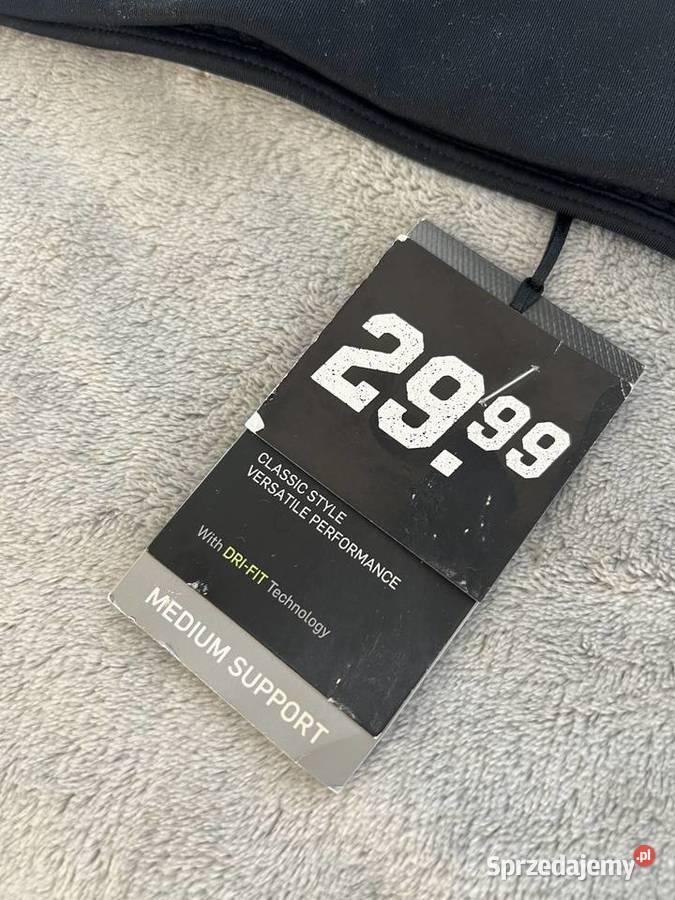 29.99
CLASSIC STYLE
VERSATILE PERFORMANCE
With DRI-FIT Technology
MEDIUM SUPPORT
Sprzedajemy.pl